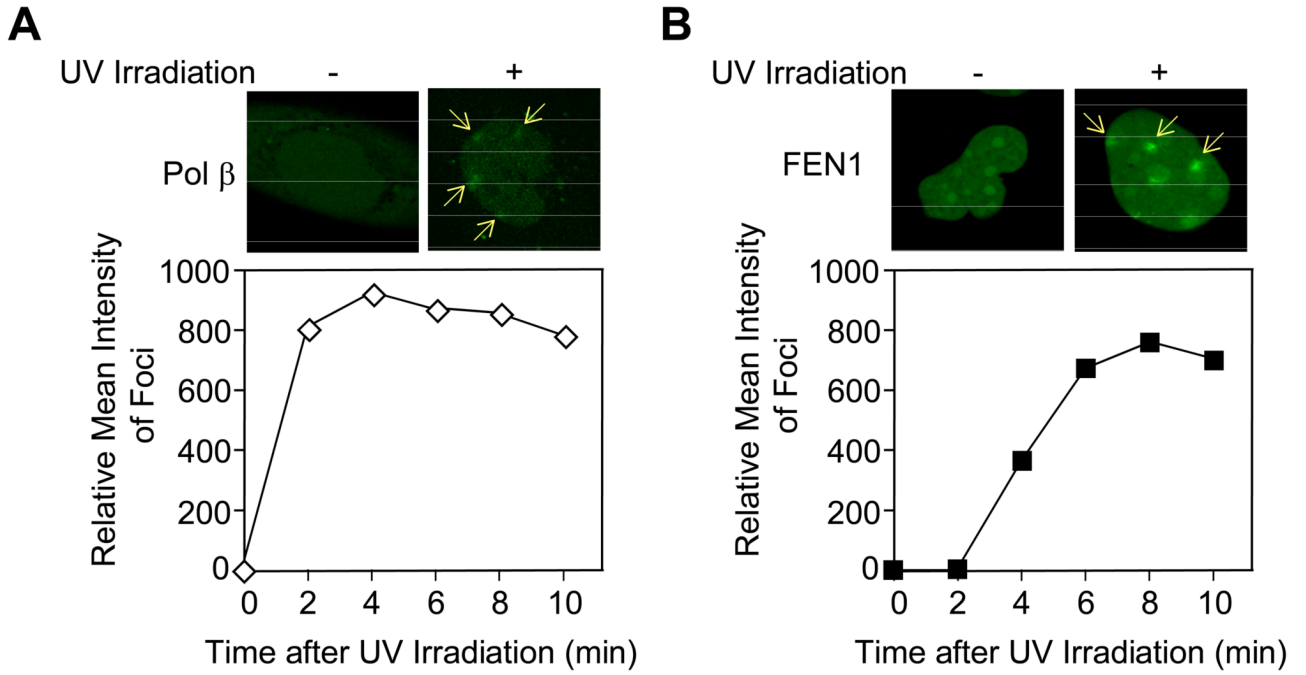 A
UV Irradiation - +
Pol β
Relative Mean Intensity
of Foci
1000
800
600
400
200
0
0 2 4 6 8 10
Time after UV Irradiation (min)
B
UV Irradiation - +
FEN1
Relative Mean Intensity
of Foci
1000
800
600
400
200
0
0 2 4 6 8 10
Time after UV Irradiation (min)